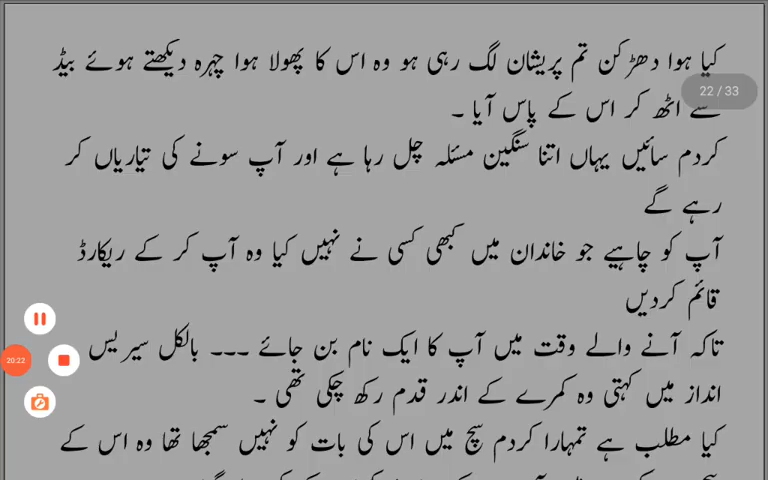 کیا ہوا دھڑکن تم پریشان لگ رہی ہو وہ اس کا پھولا ہوا چہرہ دیکھتے ہوئے بیڈ
22 / 33
سے اٹھ کر اس کے پاس آیا ۔
کردم سائیں یہاں اتنا سنگین مسئلہ چل رہا ہے اور آپ سونے کی تیاریاں کر
رہے گے
آپ کو چاہیے جو خاندان میں کبھی کسی نے نہیں کیا وہ آپ کر کے ریکارڈ
قائم کردیں
تاکہ آنے والے وقت میں آپ کا ایک نام بن جائے --- بالکل سیریس
20:22
انداز میں کہتی وہ کمرے کے اندر قدم رکھ چکی تھی ۔
کیا مطلب ہے تمہارا کردم سچ میں اس کی بات کو نہیں سمجھا تھا وہ اس کے